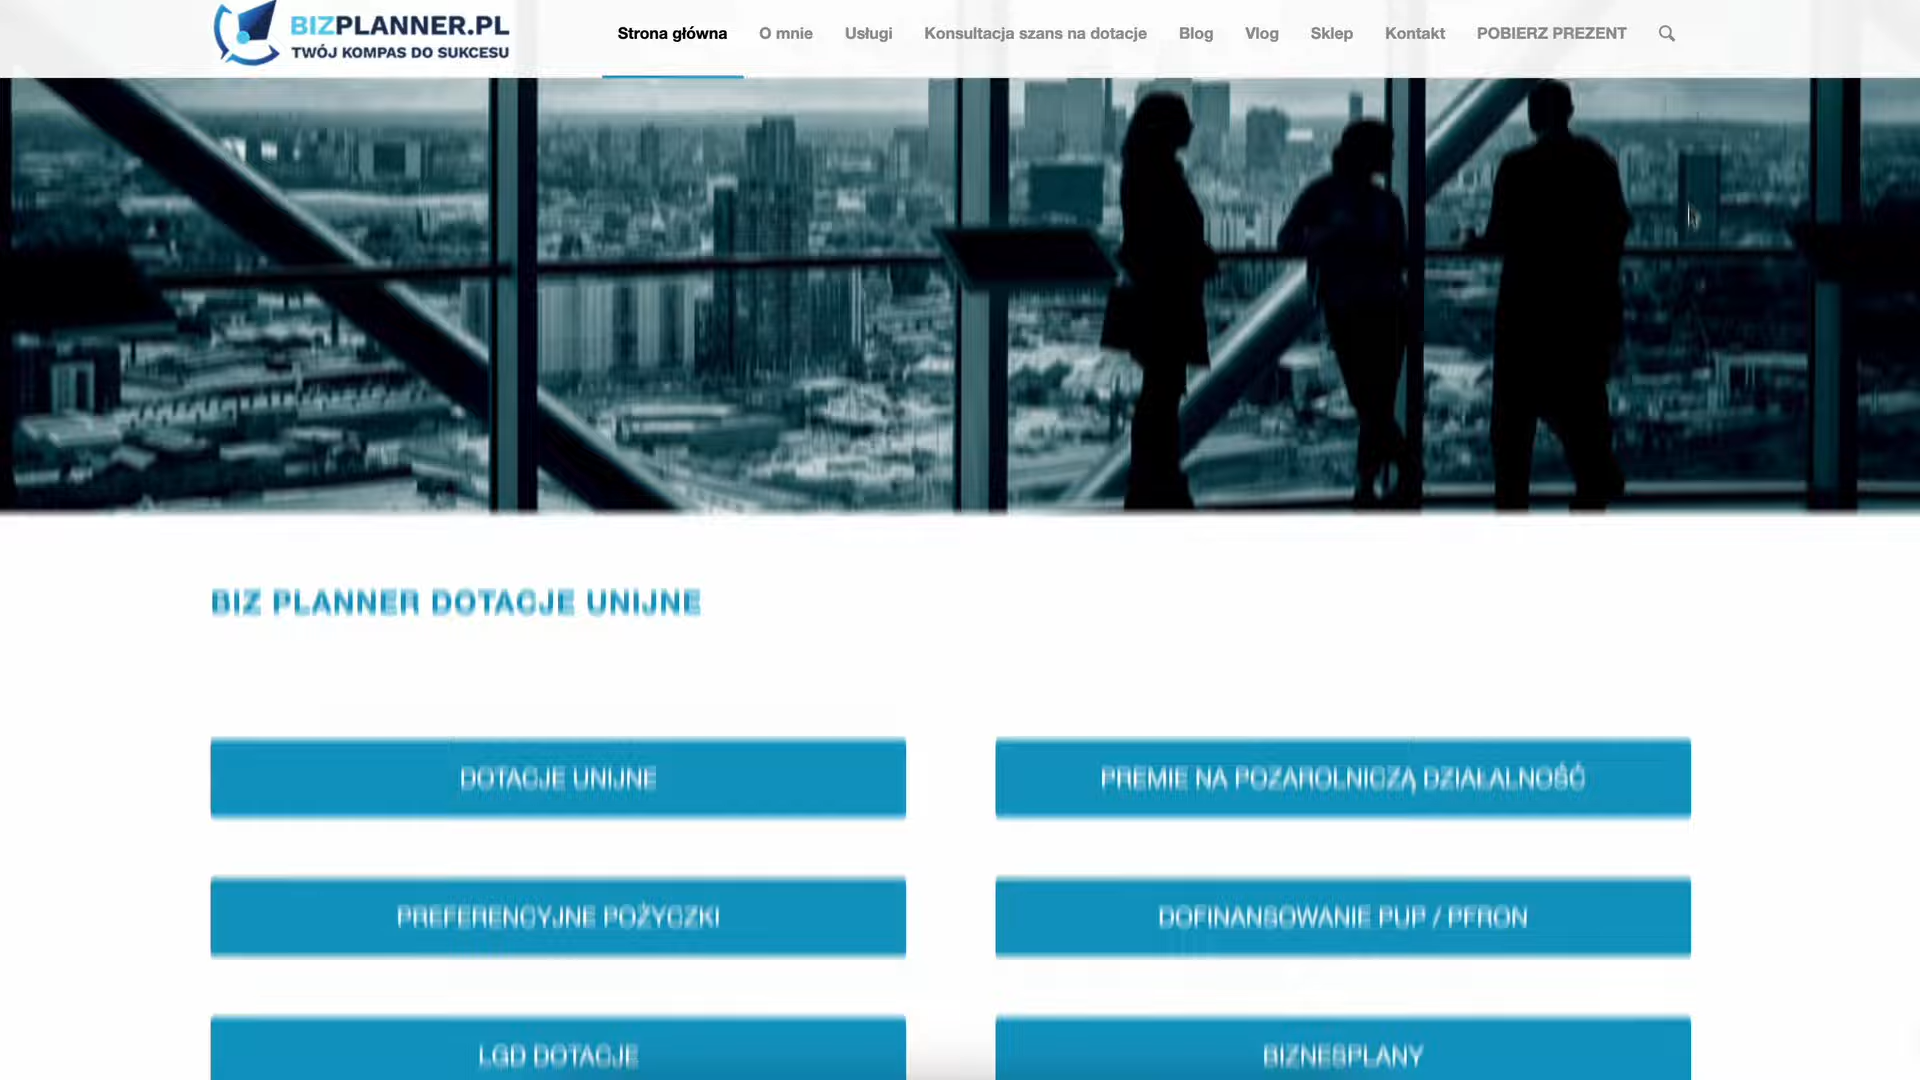 BIZPLANNER.PL
TWÓJ KOMPAS DO SUKCESU
Strona główna
O mnie
Usługi
Konsultacja szans na dotacje
Blog
Vlog
Sklep
Kontakt
POBIERZ PREZENT
BIZ PLANNER DOTACJE UNIJNE
DOTACJE UNIJNE
PREMIE NA POZAROLNICZĄ DZIAŁALNOŚĆ
PREFERENCYJNE POŻYCZKI
DOFINANSOWANIE PUP / PFRON
LGD DOTACJE
BIZNESPLANY